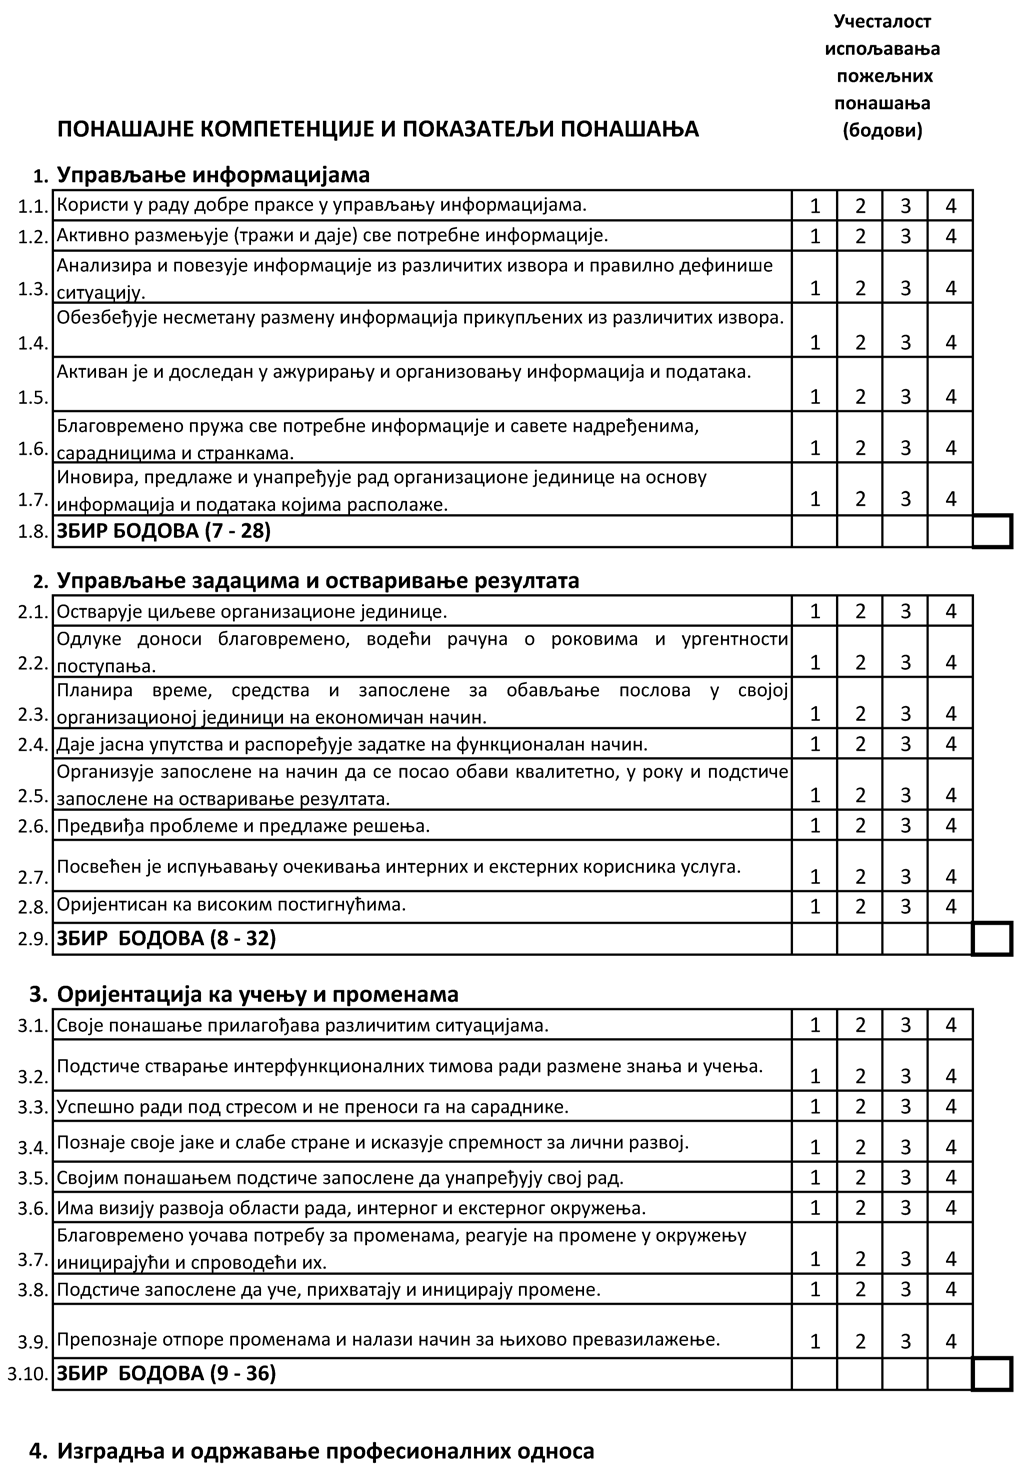 Учесталост
испољавања
пожељних
понашања
(бодови)
ПОНАШАЈНЕ КОМПЕТЕНЦИЈЕ И ПОКАЗАТЕЉИ ПОНАШАЊА
1. Управљање информацијама
1.1. Користи у раду добре праксе у управљању информацијама. 1 2 3 4
1.2. Активно размењује (тражи и даје) све потребне информације. 1 2 3 4
Анализира и повезује информације из различитих извора и правилно дефинише
1.3. ситуацију. 1 2 3 4
Обезбеђује несметану размену информација прикупљених из различитих извора.
1.4. 1 2 3 4
Активан је и доследан у ажурирању и организовању информација и података.
1.5. 1 2 3 4
Благовремено пружа све потребне информације и савете надређенима,
1.6. сарадницима и странкама. 1 2 3 4
Иновира, предлаже и унапређује рад организационе јединице на основу
1.7. информација и података којима располаже. 1 2 3 4
1.8. ЗБИР БОДОВА (7 - 28)
2. Управљање задацима и остваривање резултата
2.1. Остварује циљеве организационе јединице. 1 2 3 4
Одлуке доноси благовремено, водећи рачуна о роковима и ургентности
2.2. поступања. 1 2 3 4
Планира време, средства и запослене за обављање послова у својој
2.3. организационој јединици на економичан начин. 1 2 3 4
2.4. Даје јасна упутства и распоређује задатке на функционалан начин. 1 2 3 4
Организује запослене на начин да се посао обави квалитетно, у року и подстиче
2.5. запослене на остваривање резултата. 1 2 3 4
2.6. Предвиђа проблеме и предлаже решења. 1 2 3 4
2.7. Посвећен је испуњавању очекивања интерних и екстерних корисника услуга. 1 2 3 4
2.8. Оријентисан ка високим постигнућима. 1 2 3 4
2.9. ЗБИР БОДОВА (8 - 32)
3. Оријентација ка учењу и променама
3.1. Своје понашање прилагођава различитим ситуацијама. 1 2 3 4
3.2. Подстиче стварање интерфункционалних тимова ради размене знања и учења. 1 2 3 4
3.3. Успешно ради под стресом и не преноси га на сараднике. 1 2 3 4
3.4. Познаје своје јаке и слабе стране и исказује спремност за лични развој. 1 2 3 4
3.5. Својим понашањем подстиче запослене да унапређују свој рад. 1 2 3 4
3.6. Има визију развоја области рада, интерног и екстерног окружења. 1 2 3 4
Благовремено уочава потребу за променама, реагује на промене у окружењу
3.7. иницирајући и спроводећи их. 1 2 3 4
3.8. Подстиче запослене да уче, прихватају и иницирају промене. 1 2 3 4
3.9. Препознаје отпоре променама и налази начин за њихово превазилажење. 1 2 3 4
3.10. ЗБИР БОДОВА (9 - 36)
4. Изградња и одржавање професионалних односа